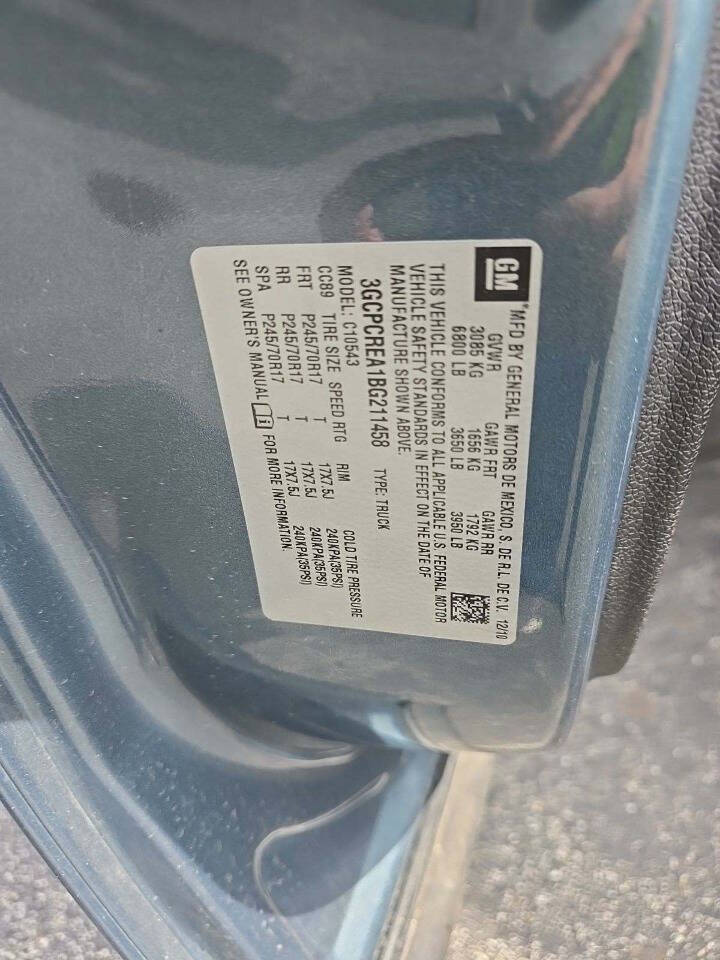 GM
MFD BY GENERAL MOTORS DE MEXICO, S. DE R.L. DE C.V. 12/10
GVWR GAWR FRT GAWR RR
3085 KG 1656 KG 1792 KG
6800 LB 3650 LB 3950 LB
THIS VEHICLE CONFORMS TO ALL APPLICABLE U.S. FEDERAL MOTOR
VEHICLE SAFETY STANDARDS IN EFFECT ON THE DATE OF
MANUFACTURE SHOWN ABOVE.
3GCPCREA1BG211458 TYPE: TRUCK
MODEL: C10543
CC89 TIRE SIZE SPEED RTG RIM COLD TIRE PRESSURE
FRT P245/70R17 T 17X7.5J 240KPA(35PSI)
RR P245/70R17 T 17X7.5J 240KPA(35PSI)
SPA P245/70R17 T 17X7.5J 240KPA(35PSI)
SEE OWNER'S MANUAL FOR MORE INFORMATION.